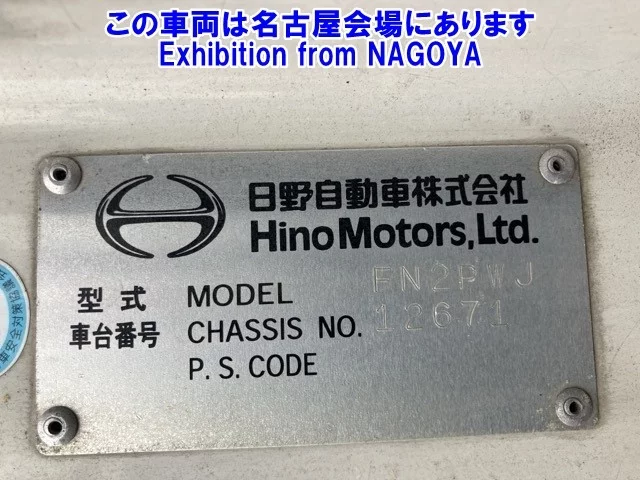 この車両は名古屋会場にあります
Exhibition from NAGOYA
日野自動車株式会社
Hino Motors, Ltd.
型式 MODEL FN2PWJ
車台番号 CHASSIS NO. 12671
P. S. CODE